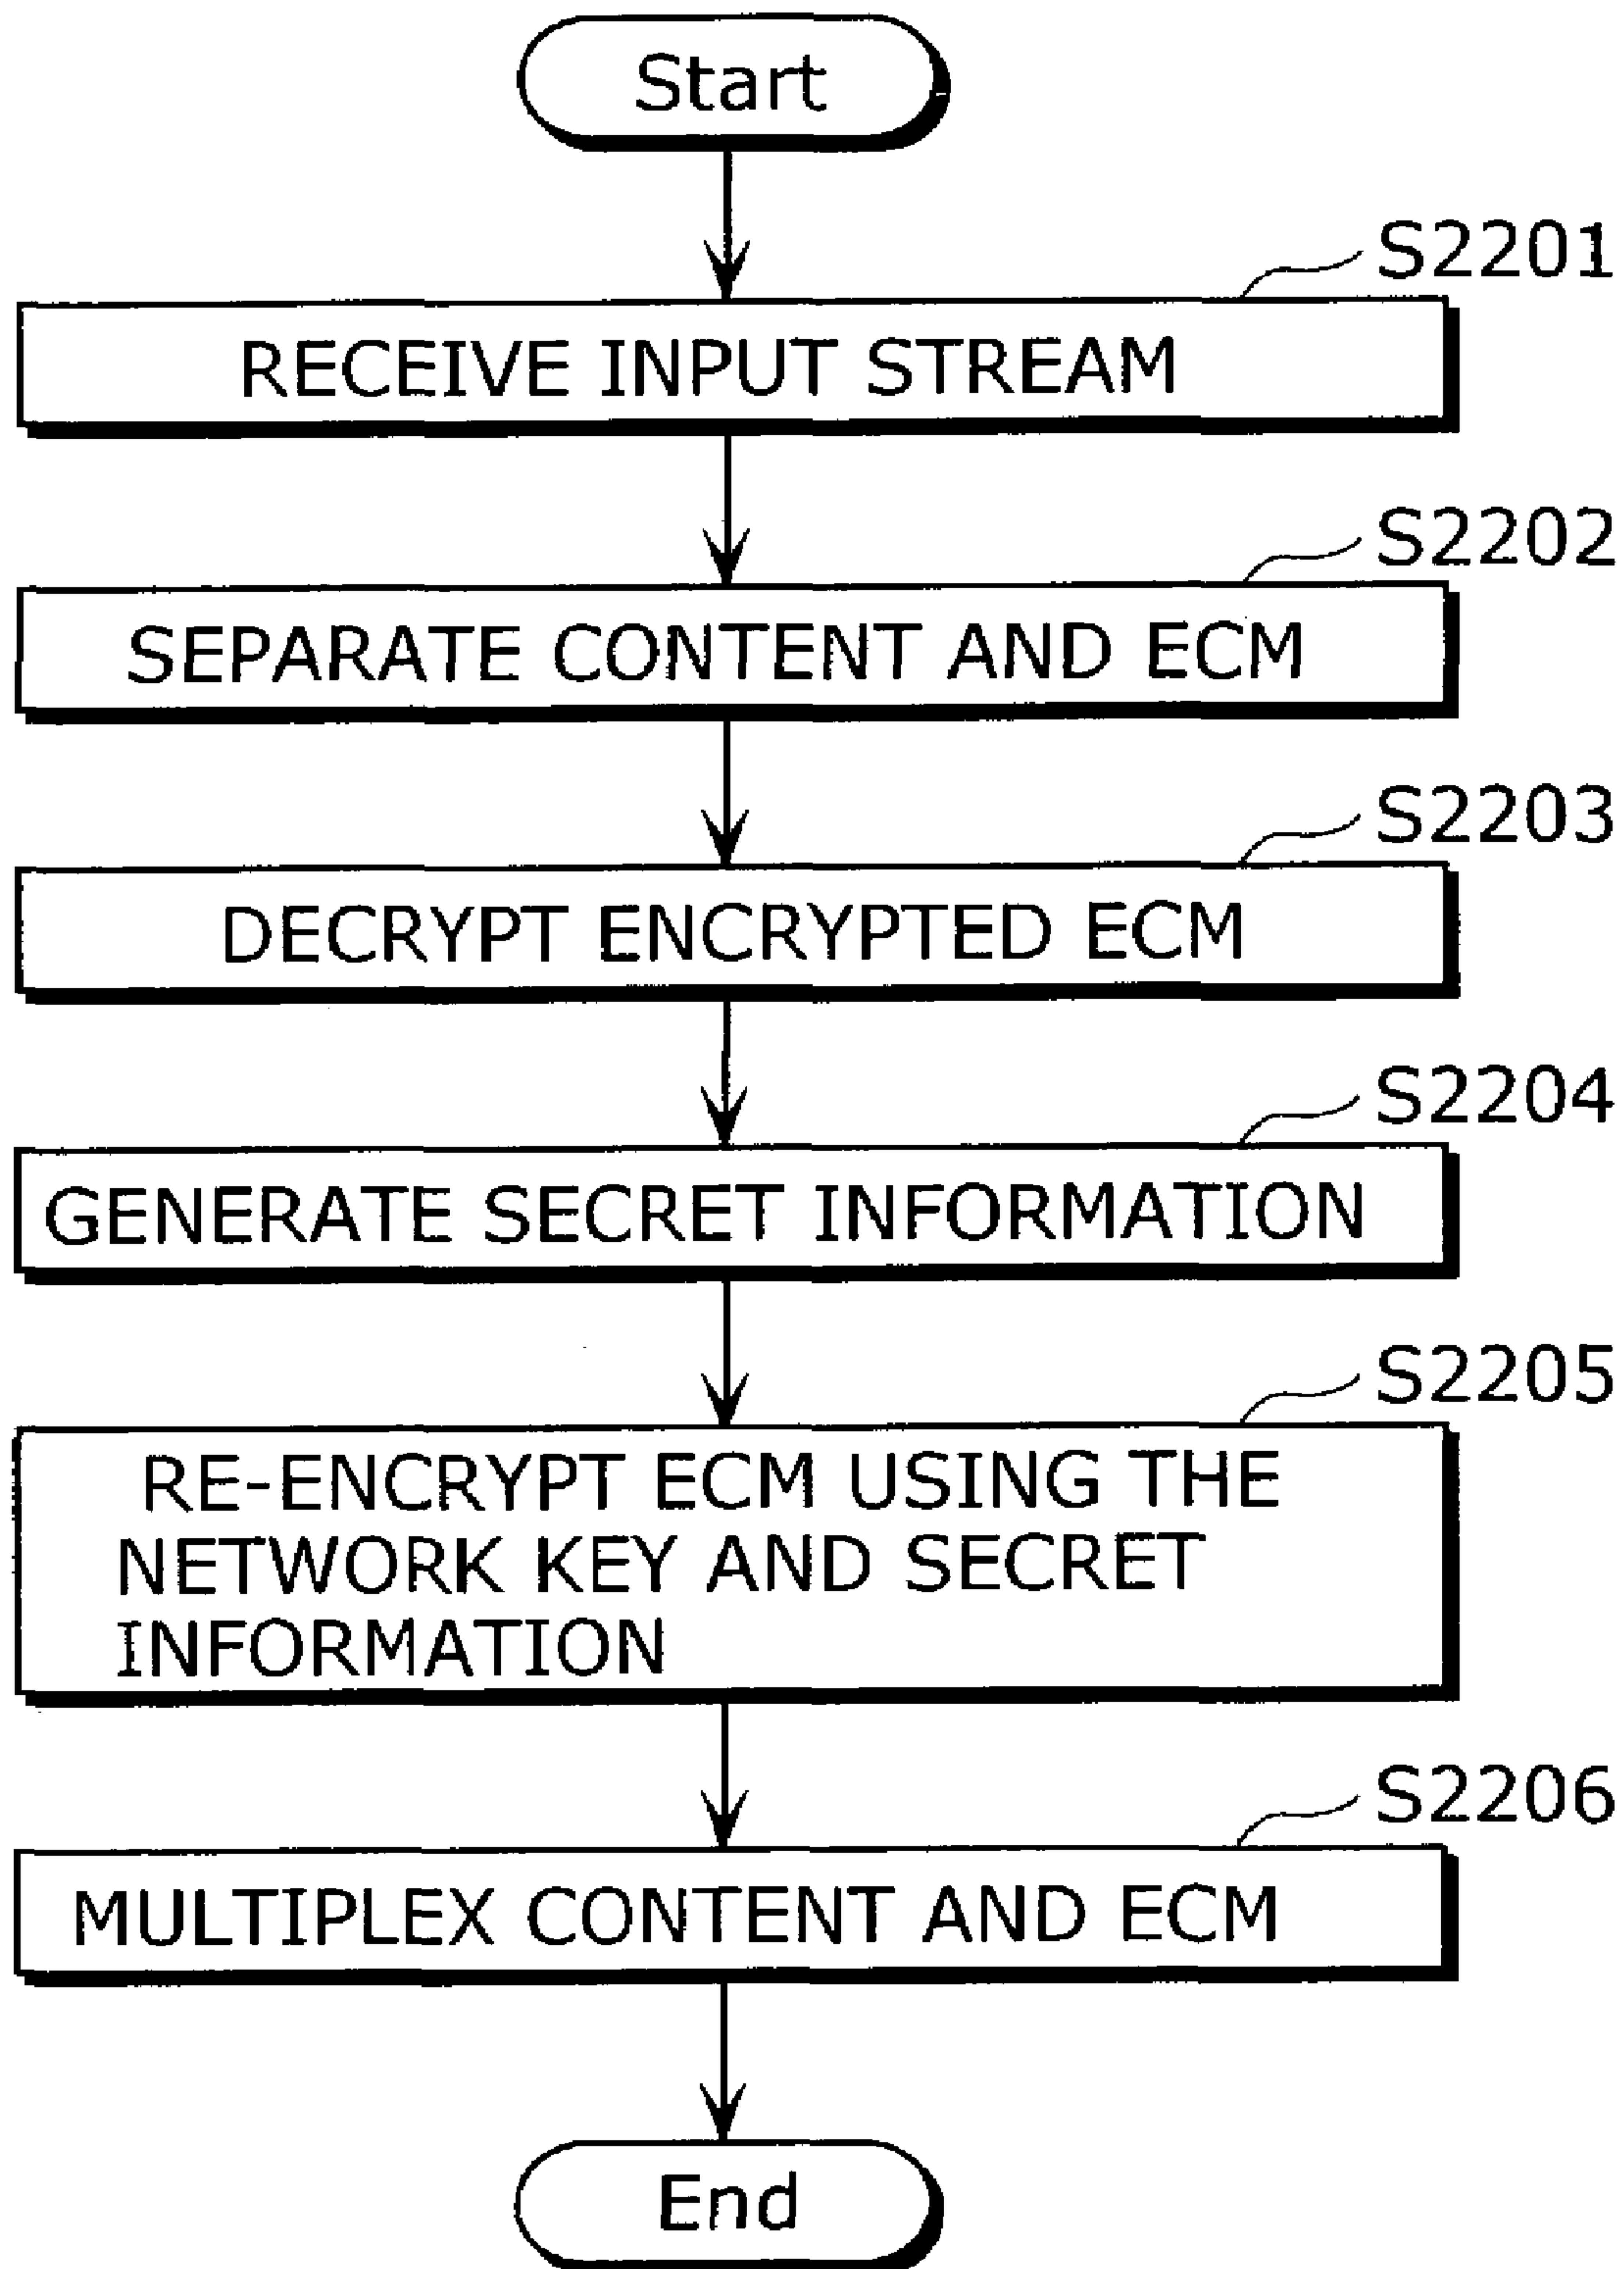 Start
S2201
RECEIVE INPUT STREAM
S2202
SEPARATE CONTENT AND ECM
S2203
DECRYPT ENCRYPTED ECM
S2204
GENERATE SECRET INFORMATION
S2205
RE-ENCRYPT ECM USING THE
NETWORK KEY AND SECRET
INFORMATION
S2206
MULTIPLEX CONTENT AND ECM
End